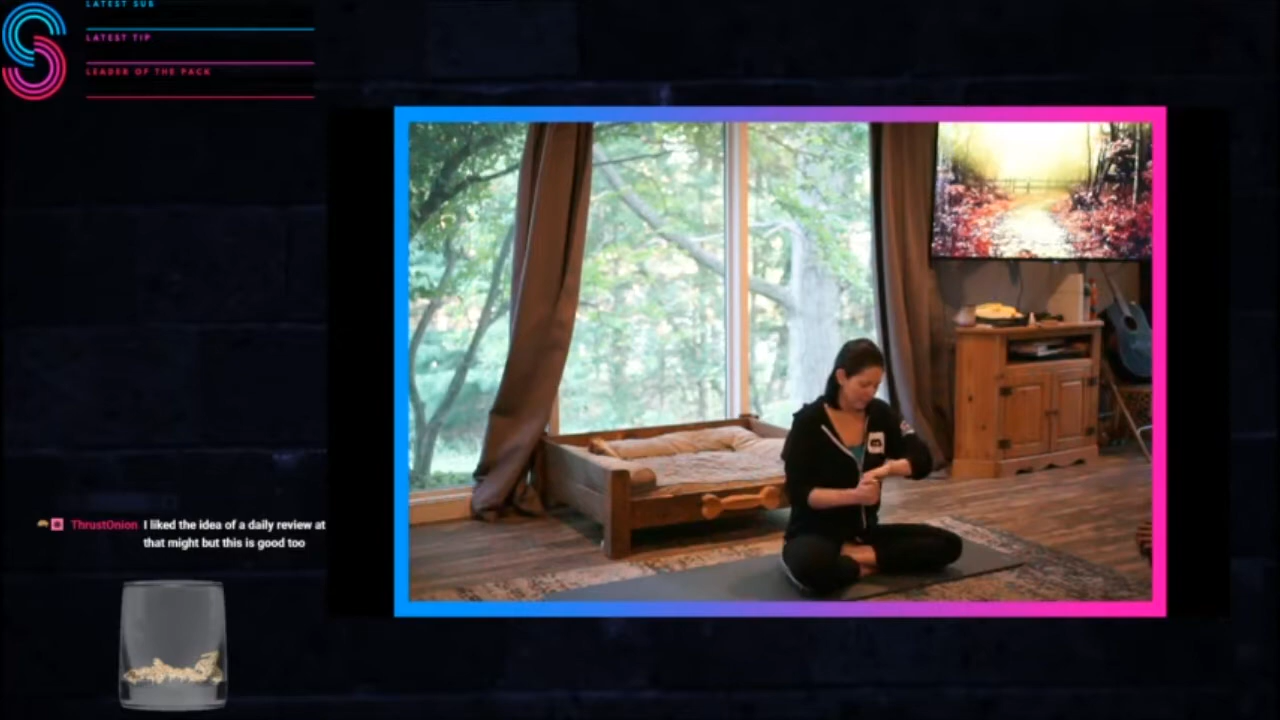 LATEST SUB
LATEST TIP
LEADER OF THE PACK
ThrustOnion I liked the idea of a daily review at
that might but this is good too